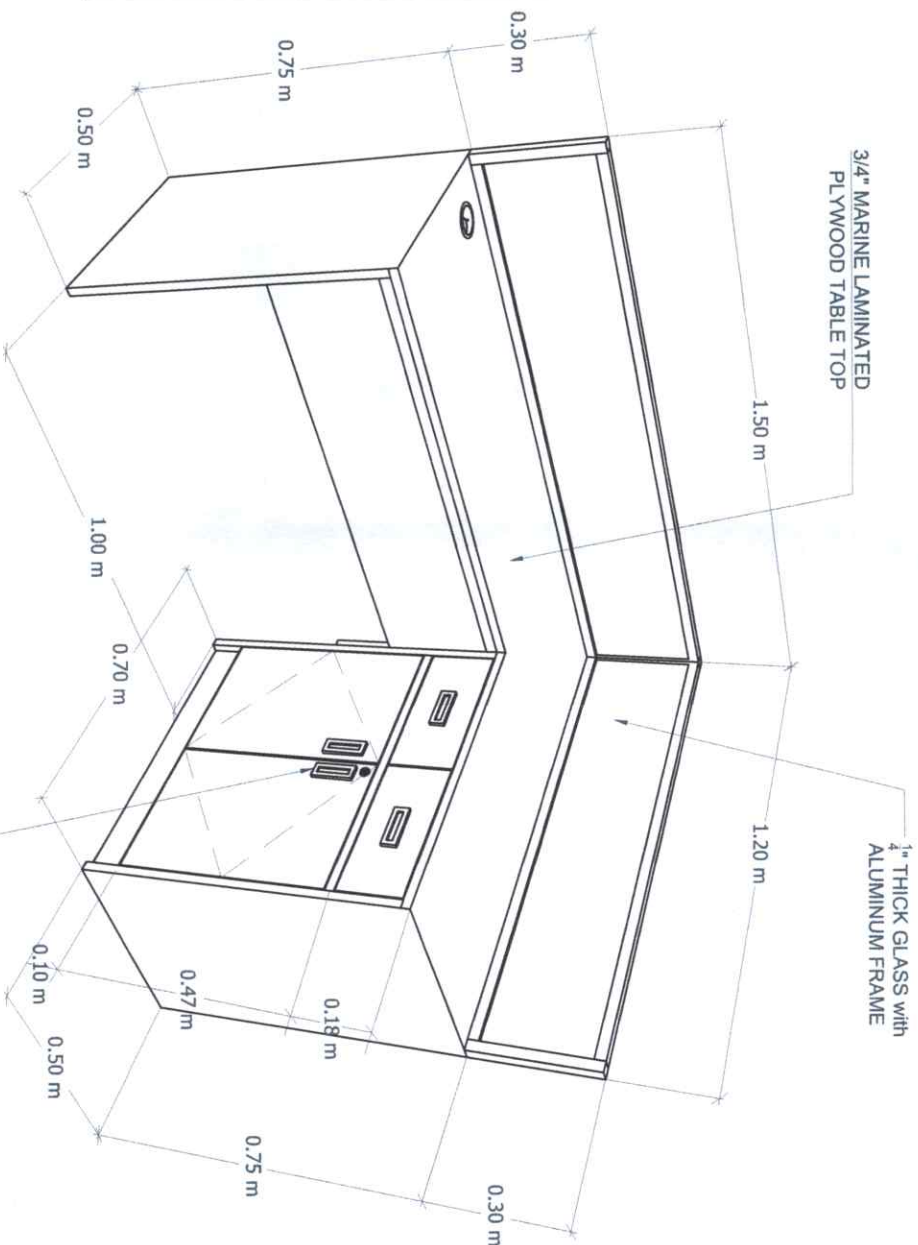 3/4" MARINE LAMINATED
PLYWOOD TABLE TOP
1/4" THICK GLASS with
ALUMINUM FRAME
0.30 m
0.75 m
0.50 m
1.50 m
1.20 m
1.00 m
0.70 m
0.10 m
0.47 m
0.18 m
0.50 m
0.75 m
0.30 m